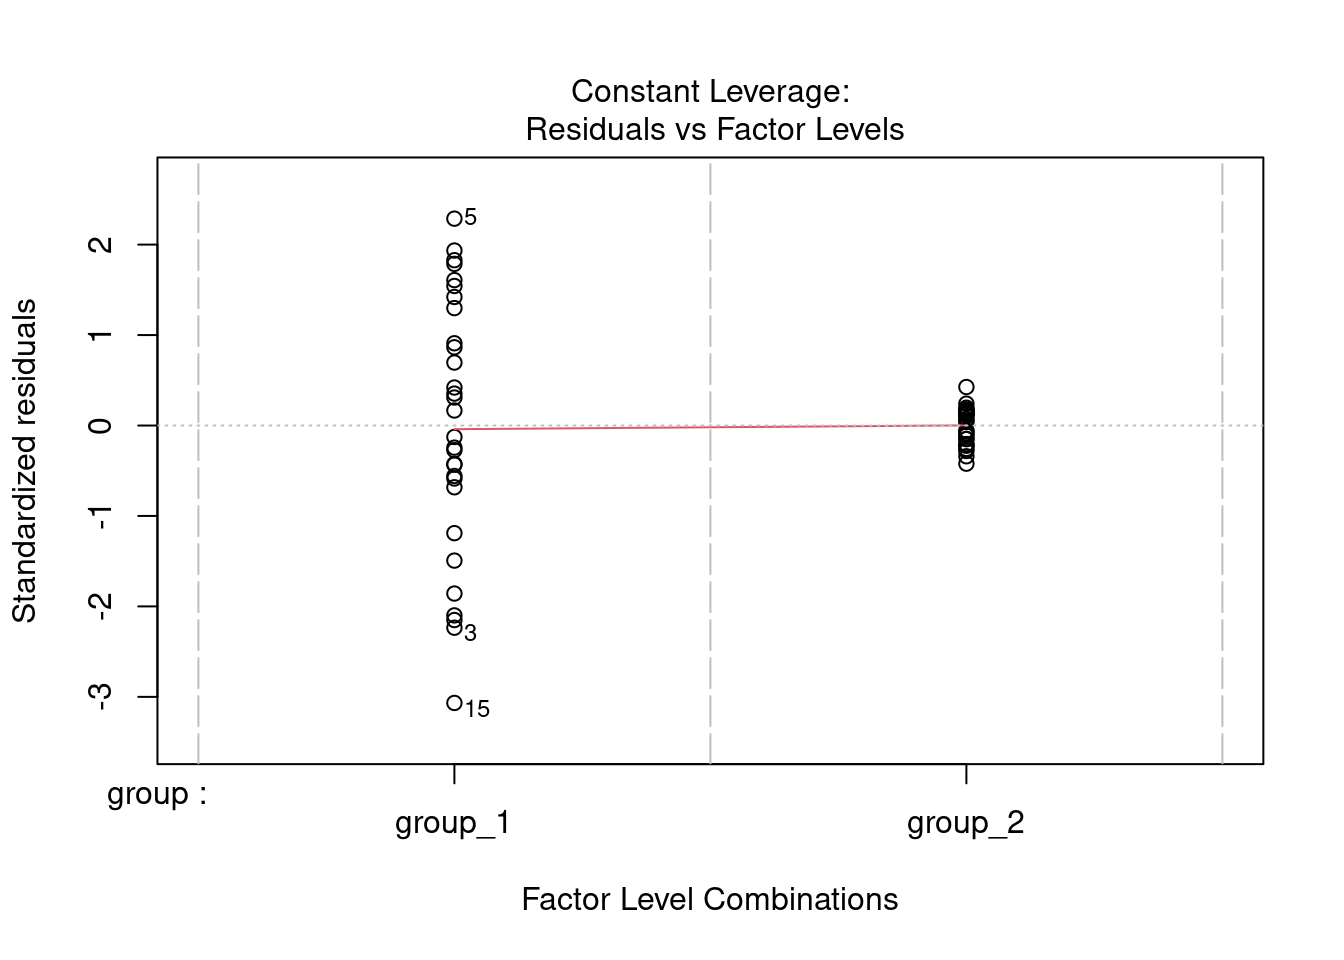 Constant Leverage:
Residuals vs Factor Levels
Standardized residuals
2
1
0
-1
-2
-3
5
3
15
group :
group_1
group_2
Factor Level Combinations